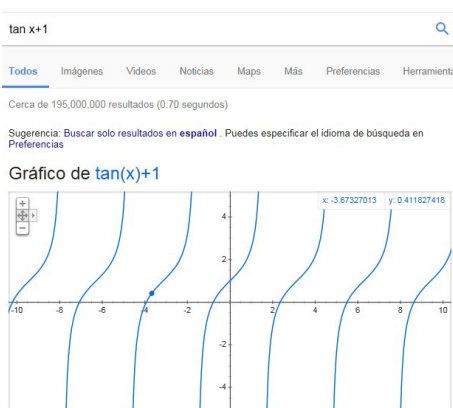 tan x+1
Todos Imágenes Videos Noticias Maps Más Preferencias Herramienta
Cerca de 195,000,000 resultados (0.70 segundos)
Sugerencia: Buscar solo resultados en español . Puedes especificar el idioma de búsqueda en
Preferencias
Gráfico de tan(x)+1
x: -3.67327013 y: 0.411827418
4
2
-10 -8 -6 -4 -2 2 4 6 8 10
-2
-4